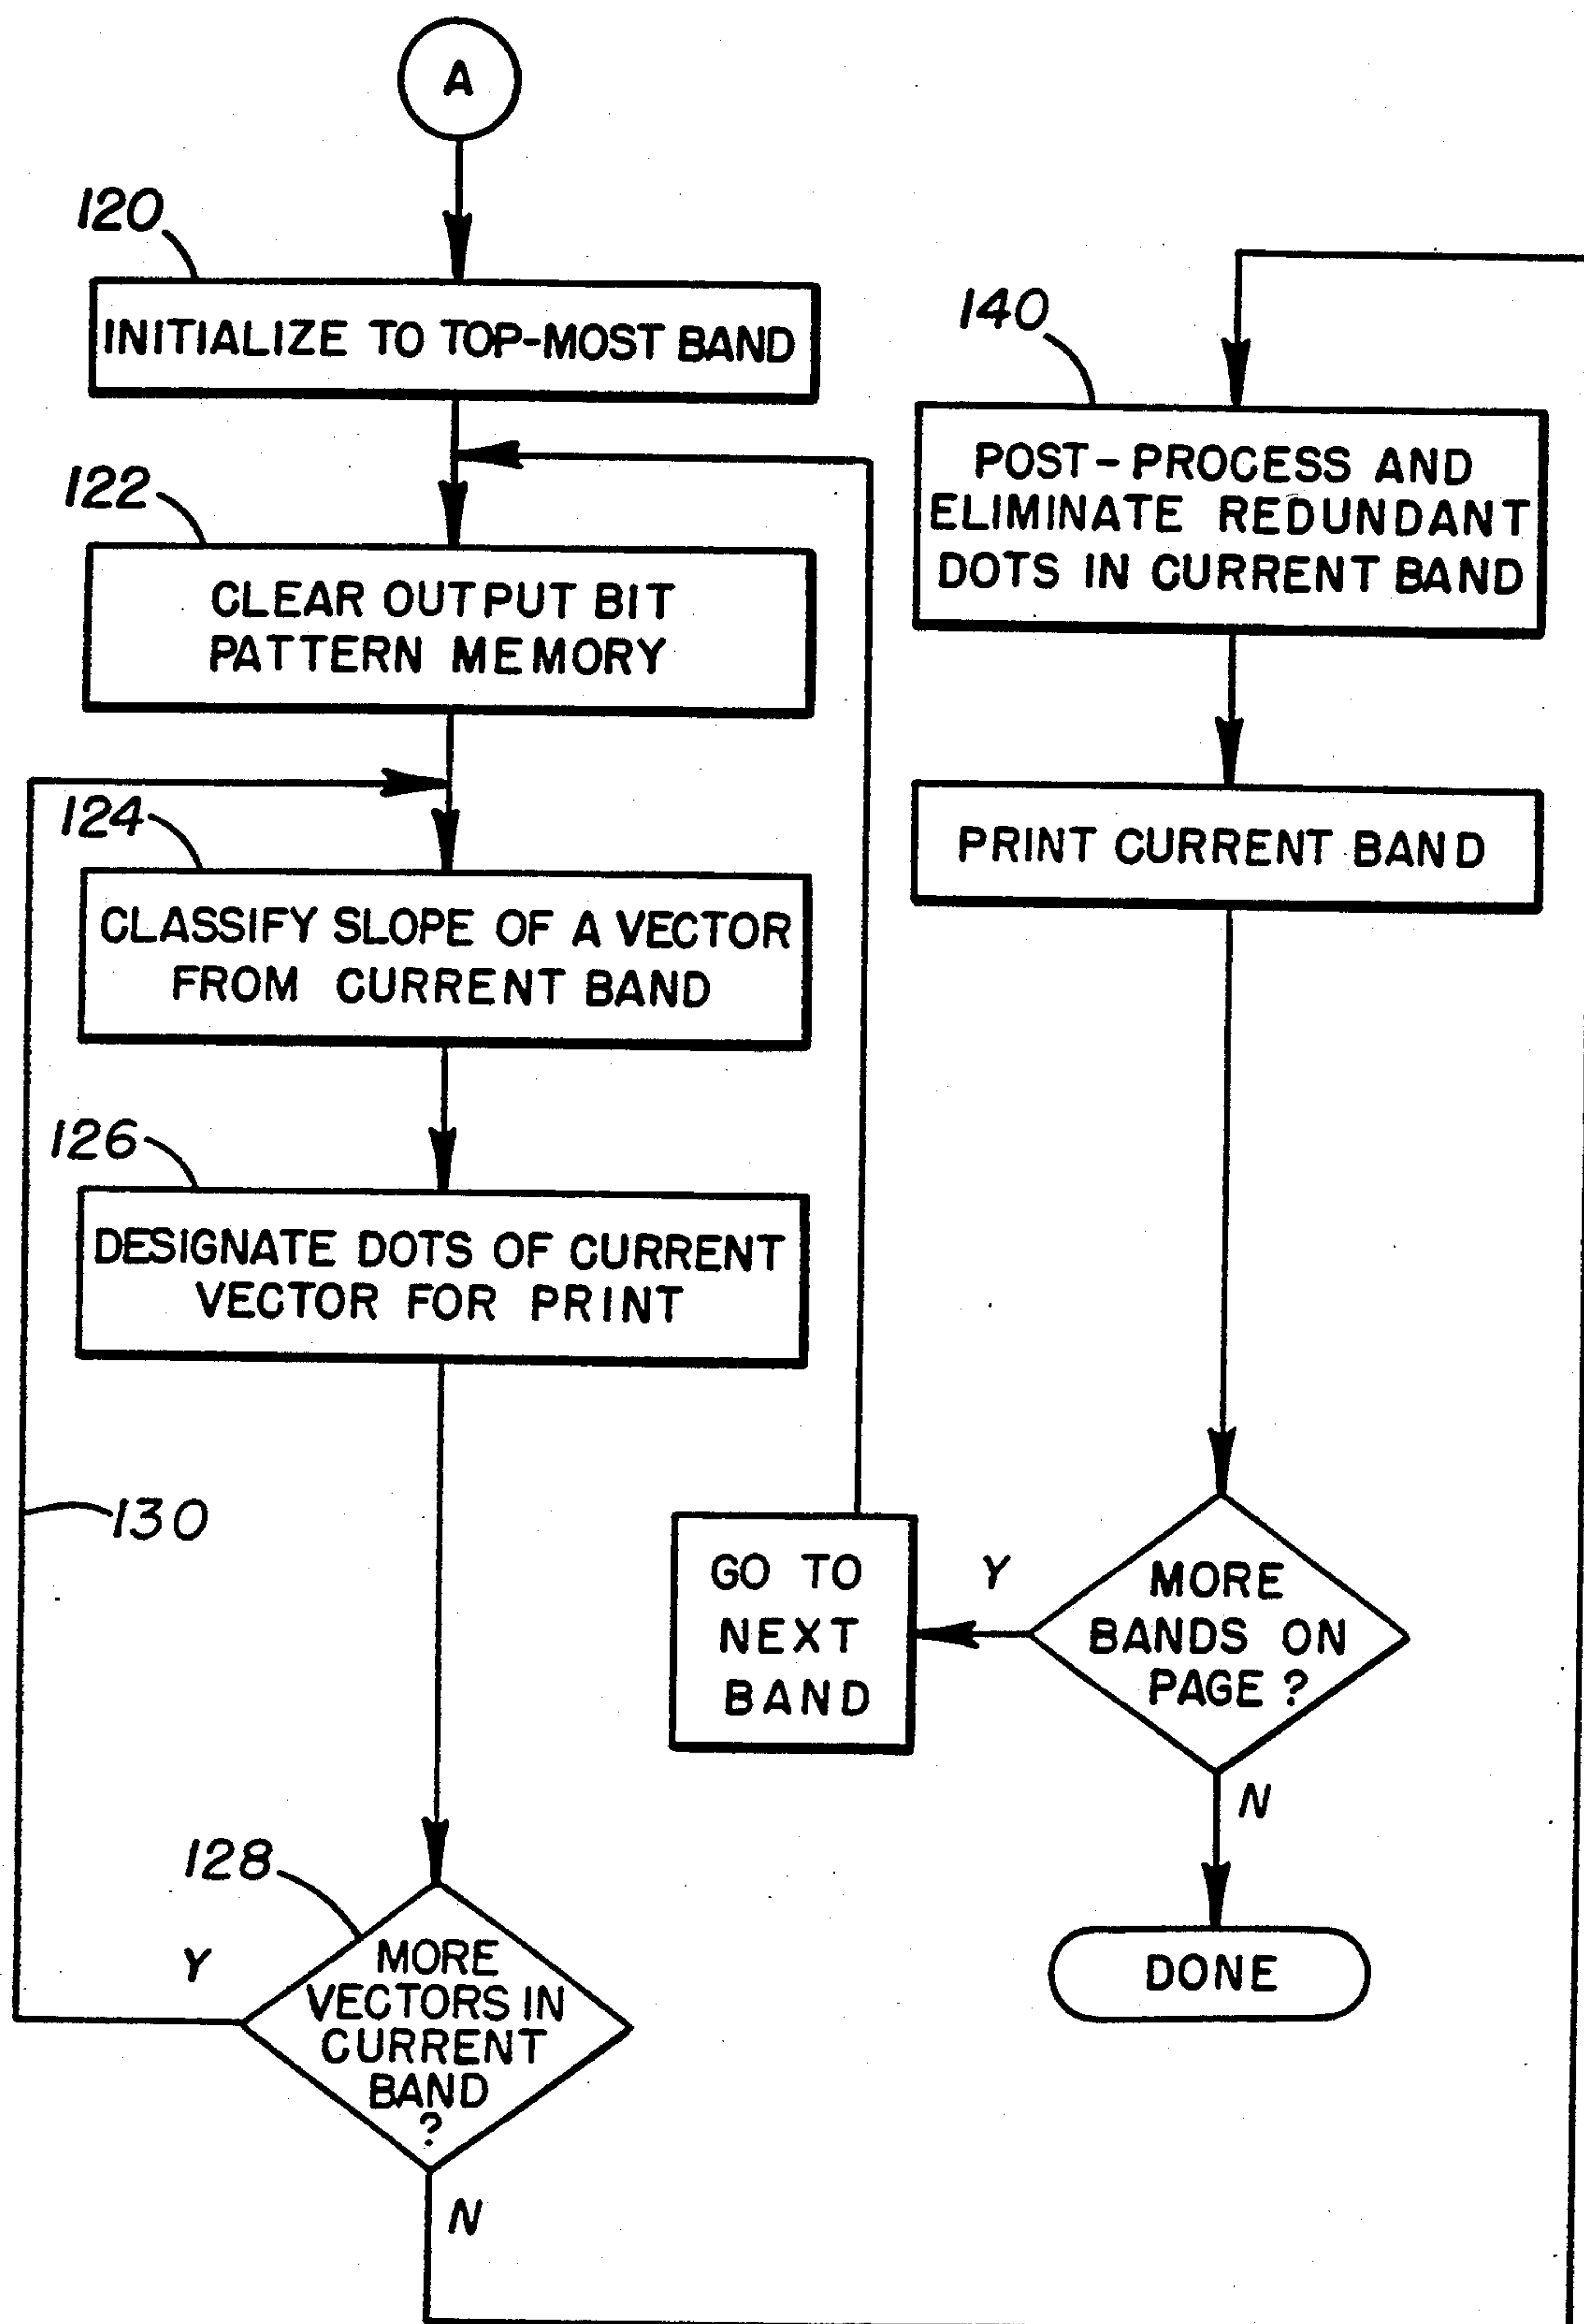 A
120
INITIALIZE TO TOP-MOST BAND
122
CLEAR OUTPUT BIT
PATTERN MEMORY
124
CLASSIFY SLOPE OF A VECTOR
FROM CURRENT BAND
126
DESIGNATE DOTS OF CURRENT
VECTOR FOR PRINT
130
128
MORE
VECTORS IN
CURRENT
BAND
?
Y
N
140
POST-PROCESS AND
ELIMINATE REDUNDANT
DOTS IN CURRENT BAND
PRINT CURRENT BAND
MORE
BANDS ON
PAGE ?
Y
GO TO
NEXT
BAND
N
DONE